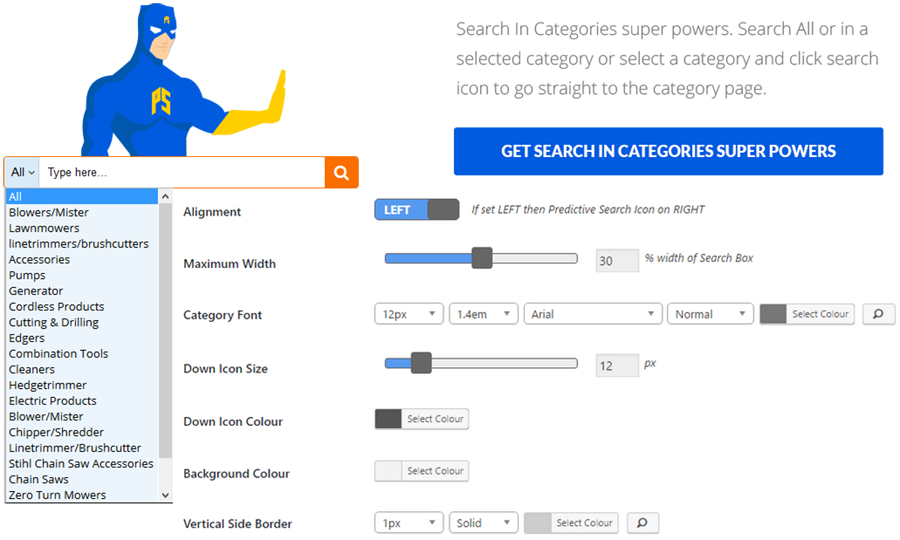 PS
PS
Search In Categories super powers. Search All or in a
selected category or select a category and click search
icon to go straight to the category page.
GET SEARCH IN CATEGORIES SUPER POWERS
All Type here...
All
Blowers/Mister
Lawnmowers
linetrimmers/brushcutters
Accessories
Pumps
Generator
Cordless Products
Cutting & Drilling
Edgers
Combination Tools
Cleaners
Hedgetrimmer
Electric Products
Blower/Mister
Chipper/Shredder
Linetrimmer/Brushcutter
Stihl Chain Saw Accessories
Chain Saws
Zero Turn Mowers
Alignment LEFT If set LEFT then Predictive Search Icon on RIGHT
Maximum Width 30 % width of Search Box
Category Font 12px 1.4em Arial Normal Select Colour
Down Icon Size 12 px
Down Icon Colour Select Colour
Background Colour Select Colour
Vertical Side Border 1px Solid Select Colour